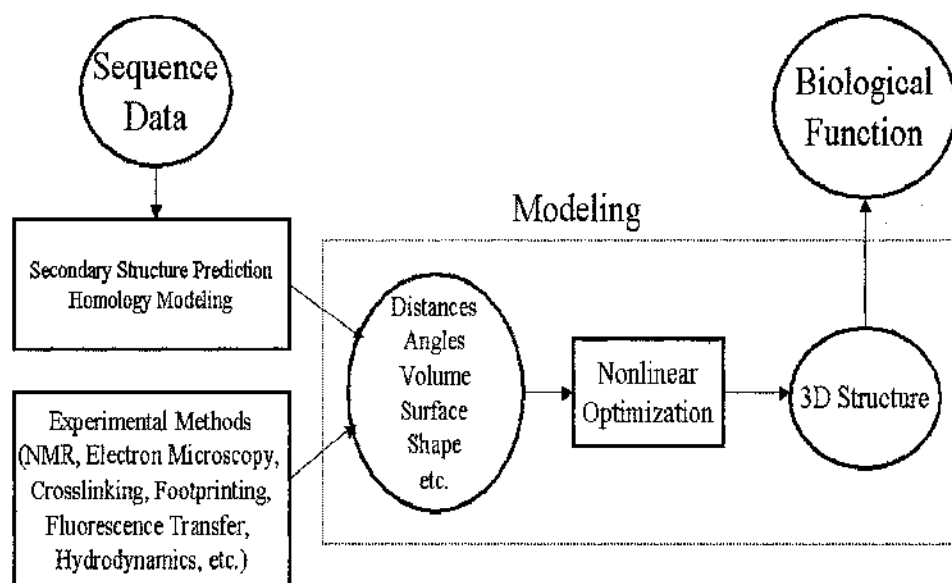 Sequence
Data
Biological
Function
Modeling
Secondary Structure Prediction
Homology Modeling
Distances
Angles
Volume
Surface
Shape
etc.
Nonlinear
Optimization
3D Structure
Experimental Methods
(NMR, Electron Microscopy,
Crosslinking, Footprinting,
Fluorescence Transfer,
Hydrodynamics, etc.)